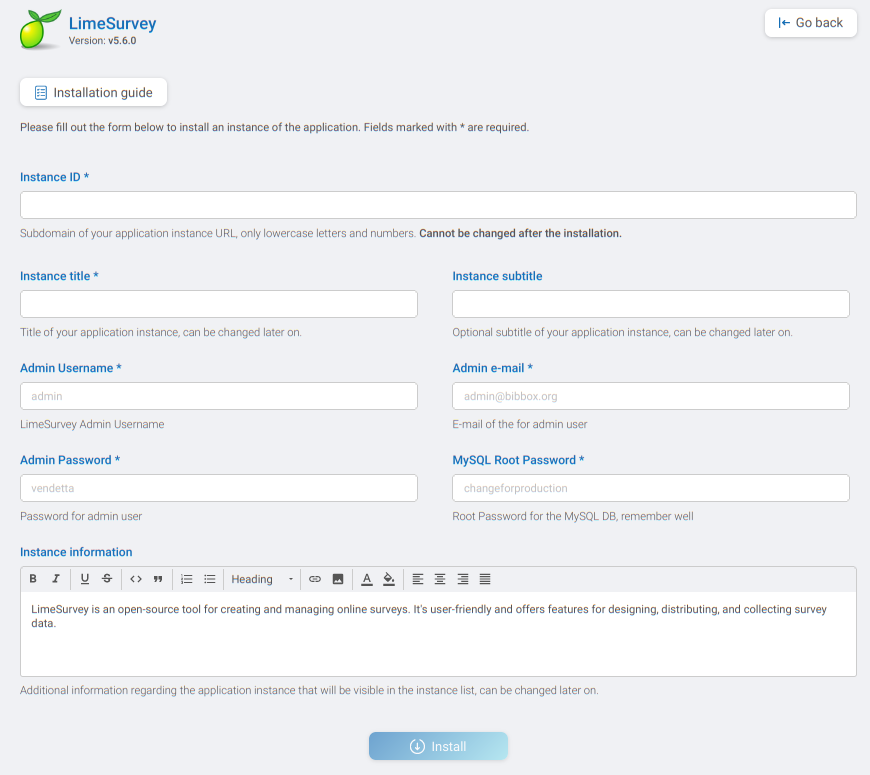 LimeSurvey
Version: v5.6.0
Go back
Installation guide
Please fill out the form below to install an instance of the application. Fields marked with * are required.
Instance ID *
Subdomain of your application instance URL, only lowercase letters and numbers. Cannot be changed after the installation.
Instance title *
Instance subtitle
Title of your application instance, can be changed later on.
Optional subtitle of your application instance, can be changed later on.
Admin Username *
Admin e-mail *
admin
admin@bibbox.org
LimeSurvey Admin Username
E-mail of the for admin user
Admin Password *
MySQL Root Password *
vendetta
changeforproduction
Password for admin user
Root Password for the MySQL DB, remember well
Instance information
B I U S Heading A
LimeSurvey is an open-source tool for creating and managing online surveys. It's user-friendly and offers features for designing, distributing, and collecting survey
data.
Additional information regarding the application instance that will be visible in the instance list, can be changed later on.
Install